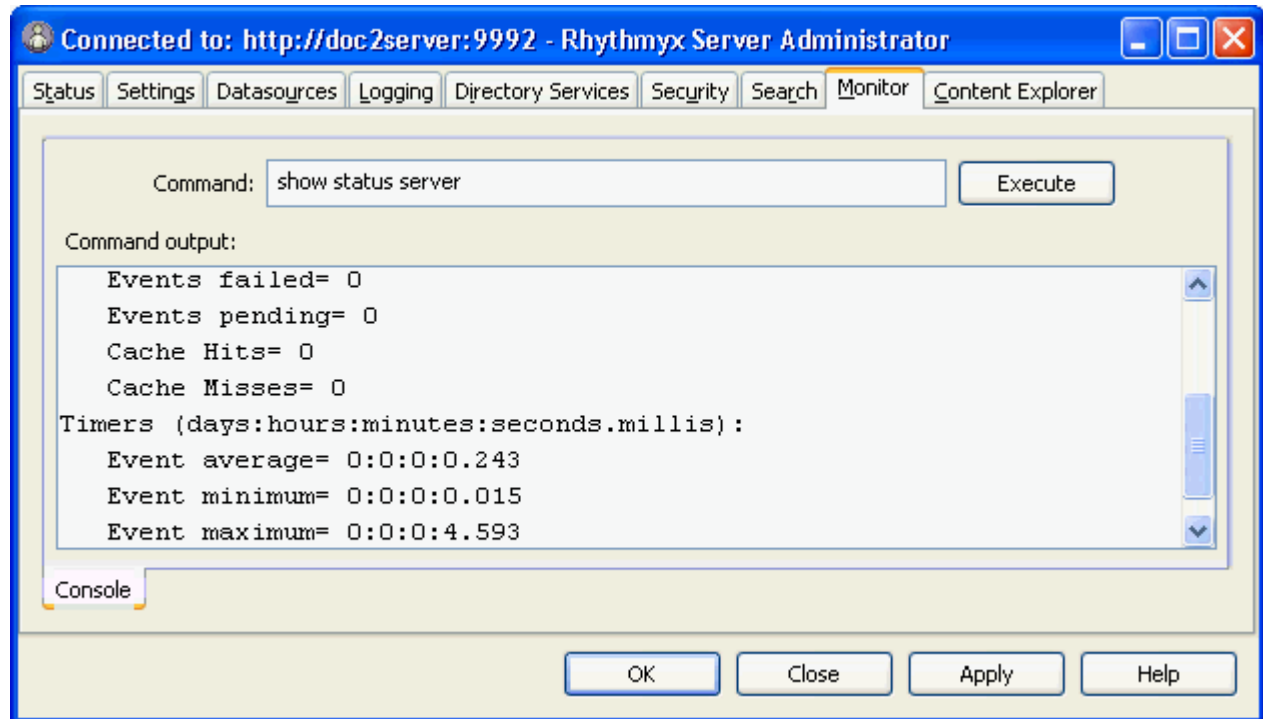 Connected to: http://doc2server:9992 - Rhythmyx Server Administrator
Status Settings Datasources Logging Directory Services Security Search Monitor Content Explorer
Command: show status server Execute
Command output:
Events failed= 0
Events pending= 0
Cache Hits= 0
Cache Misses= 0
Timers (days:hours:minutes:seconds.millis):
Event average= 0:0:0:0.243
Event minimum= 0:0:0:0.015
Event maximum= 0:0:0:4.593
Console
OK Close Apply Help